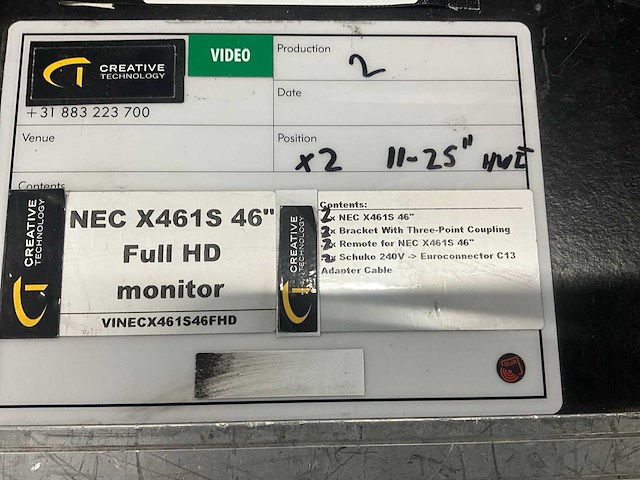 CREATIVE
TECHNOLOGY
VIDEO
Production
2
+31 883 223 700
Date
Venue
Position
x2 11-25"
Contents
CREATIVE
TECHNOLOGY
NEC X461S 46"
Full HD
monitor
VINECX461S46FHD
CREATIVE
TECHNOLOGY
Contents:
2x NEC X461S 46"
2x Bracket With Three-Point Coupling
2x Remote for NEC X461S 46"
2x Schuko 240V -> Euroconnector C13
Adapter Cable